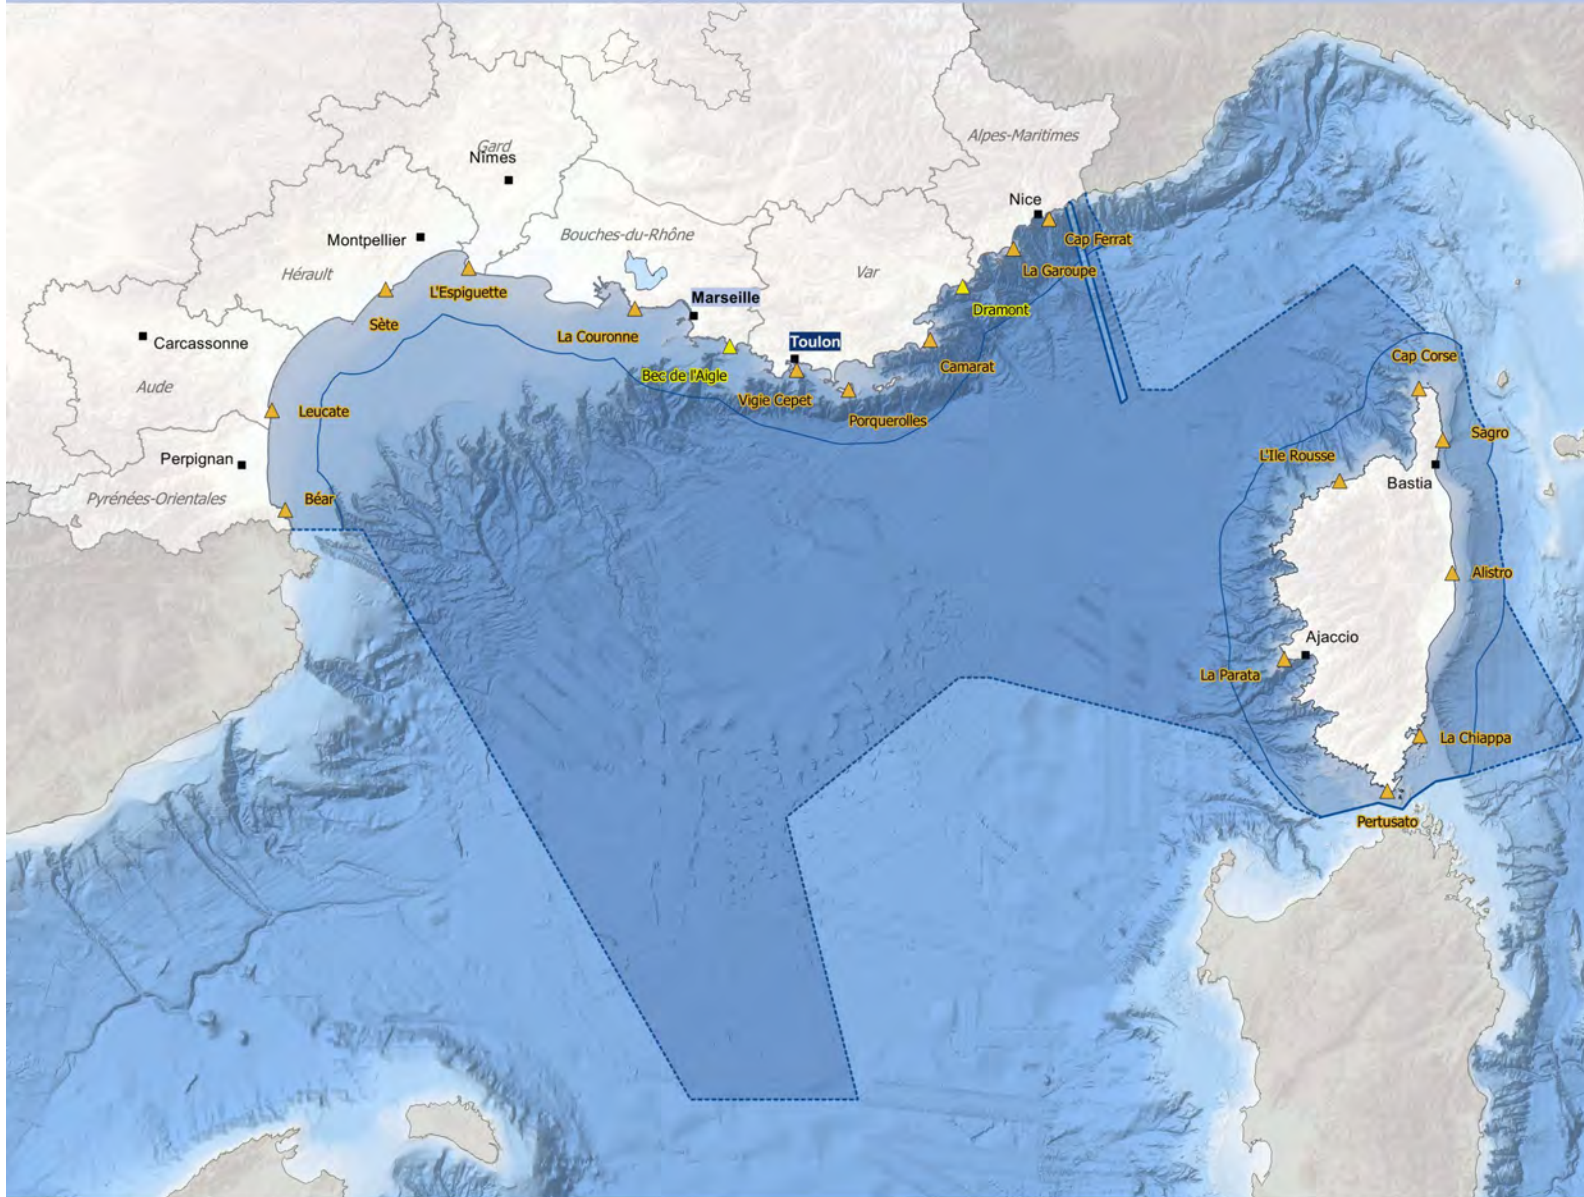 Alpes-Maritimes
Gard
Nîmes
Nice
Montpellier
Bouches-du-Rhône
Cap Ferrat
Hérault
Var
La Garoupe
L'Espiguette
Marseille
Dramont
Sète
La Couronne
Toulon
Carcassonne
Cap Corse
Camarat
Bec de l'Aigle
Aude
Vigie Cepet
Leucate
Porquerolles
Sagro
L'Ile Rousse
Perpignan
Bastia
Pyrénées-Orientales
Béar
Alistro
Ajaccio
La Parata
La Chiappa
Pertusato